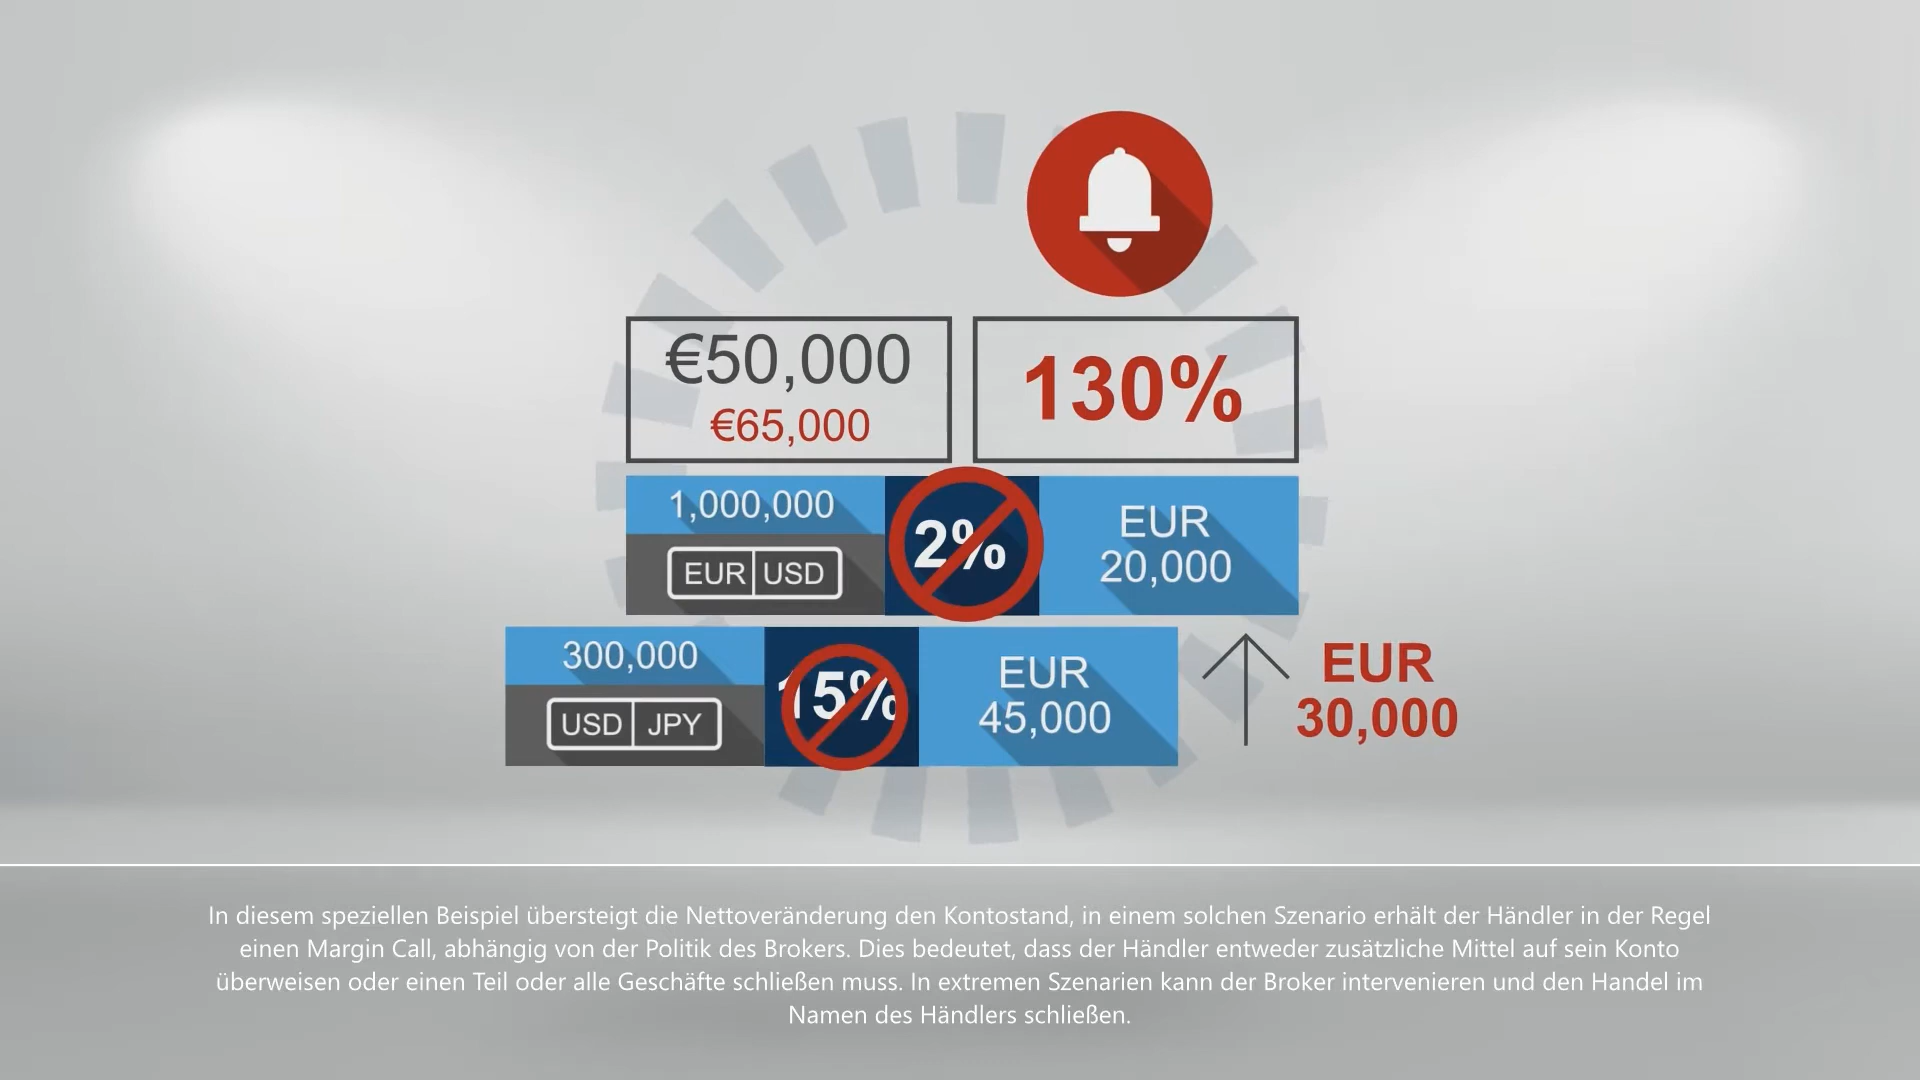 €50,000
€65,000
130%
1,000,000
EUR USD
2%
EUR
20,000
300,000
USD JPY
15%
EUR
45,000
EUR
30,000
In diesem speziellen Beispiel übersteigt die Nettoveränderung den Kontostand, in einem solchen Szenario erhält der Händler in der Regel
einen Margin Call, abhängig von der Politik des Brokers. Dies bedeutet, dass der Händler entweder zusätzliche Mittel auf sein Konto
überweisen oder einen Teil oder alle Geschäfte schließen muss. In extremen Szenarien kann der Broker intervenieren und den Handel im
Namen des Händlers schließen.